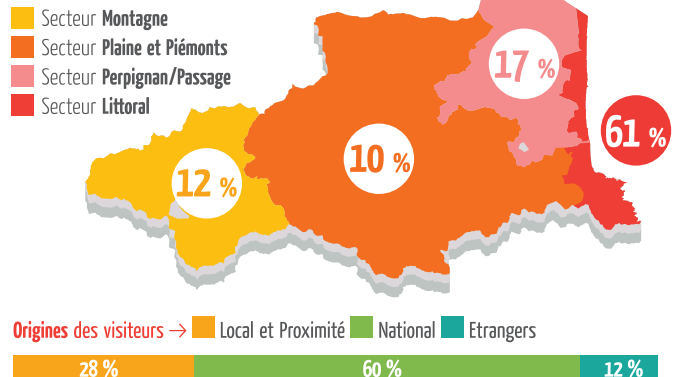 Secteur Montagne
Secteur Plaine et Piémonts
Secteur Perpignan/Passage
Secteur Littoral
17 %
61 %
10 %
12 %
Origines des visiteurs → Local et Proximité National Etrangers
28 % 60 % 12 %